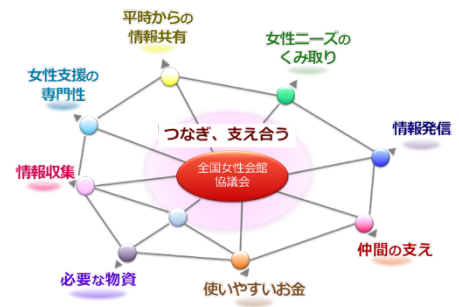 平時からの
情報共有
女性ニーズの
くみ取り
女性支援の
専門性
つなぎ、支え合う
情報発信
全国女性会館
協議会
情報収集
仲間の支え
必要な物資
使いやすいお金